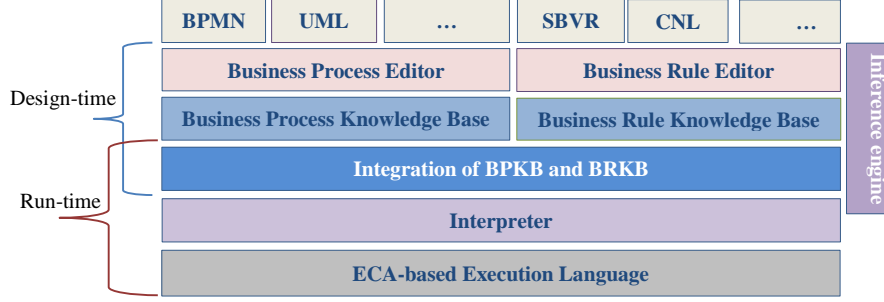 BPMN
UML
...
SBVR
CNL
...
Business Process Editor
Business Rule Editor
Design-time
Business Process Knowledge Base
Business Rule Knowledge Base
Inference engine
Integration of BPKB and BRKB
Run-time
Interpreter
ECA-based Execution Language